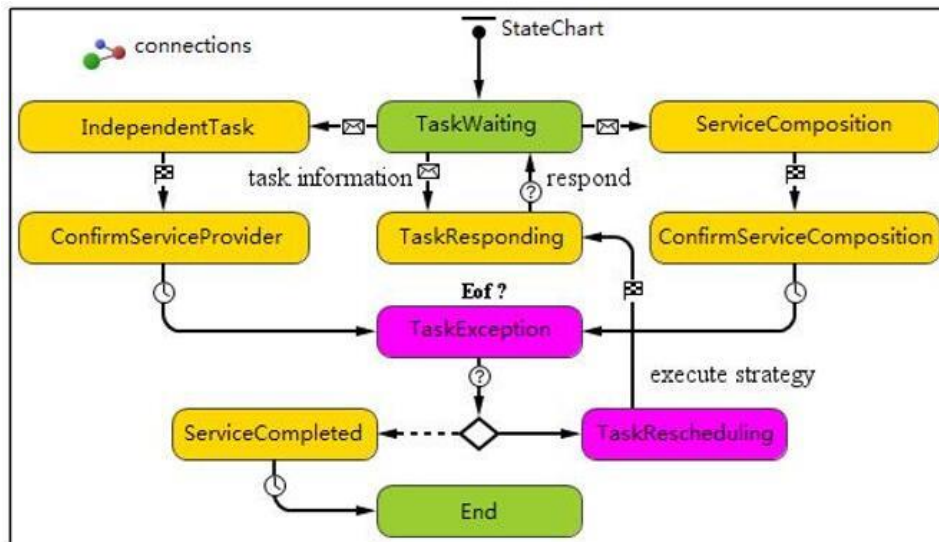 StateChart
connections
IndependentTask
TaskWaiting
ServiceComposition
task information
respond
ConfirmServiceProvider
TaskResponding
ConfirmServiceComposition
Eof ?
TaskException
execute strategy
ServiceCompleted
TaskRescheduling
End